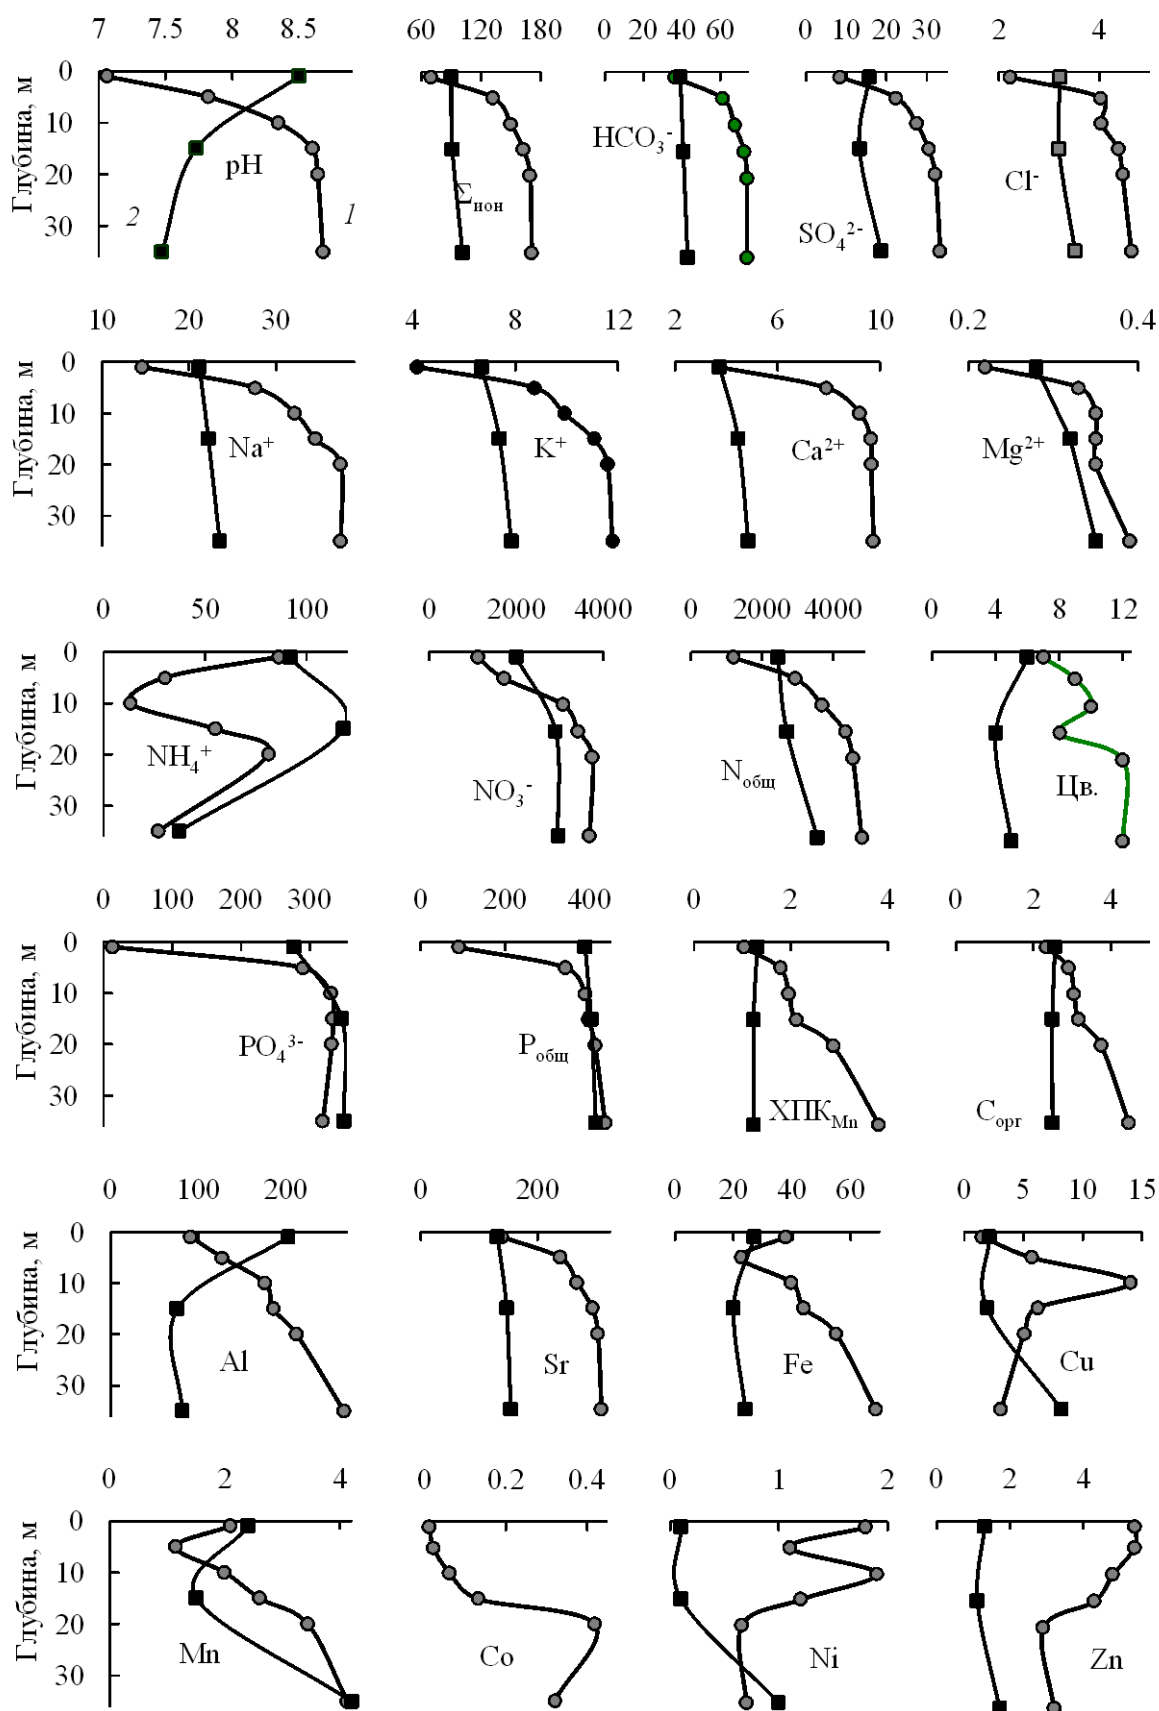 7 7.5 8 8.5 60 120 180 0 20 40 60 0 10 20 30 2 4
Глубина, м
0
10
20
30
pH
2
1
Σион
HCO₃⁻
SO₄²⁻
Cl⁻
10 20 30 4 8 12 2 6 10 0.2 0.4
Глубина, м
0
10
20
30
Na⁺
K⁺
Ca²⁺
Mg²⁺
0 50 100 0 2000 4000 0 2000 4000 0 4 8 12
Глубина, м
0
10
20
30
NH₄⁺
NO₃⁻
Nобщ
Цв.
0 100 200 300 0 200 400 0 2 4 0 2 4
Глубина, м
0
10
20
30
PO₄³⁻
Pобщ
ХПКMn
Cорг
0 100 200 0 200 0 20 40 60 0 5 10 15
Глубина, м
0
10
20
30
Al
Sr
Fe
Cu
0 2 4 0 0.2 0.4 0 1 2 0 2 4
Глубина, м
0
10
20
30
Mn
Co
Ni
Zn